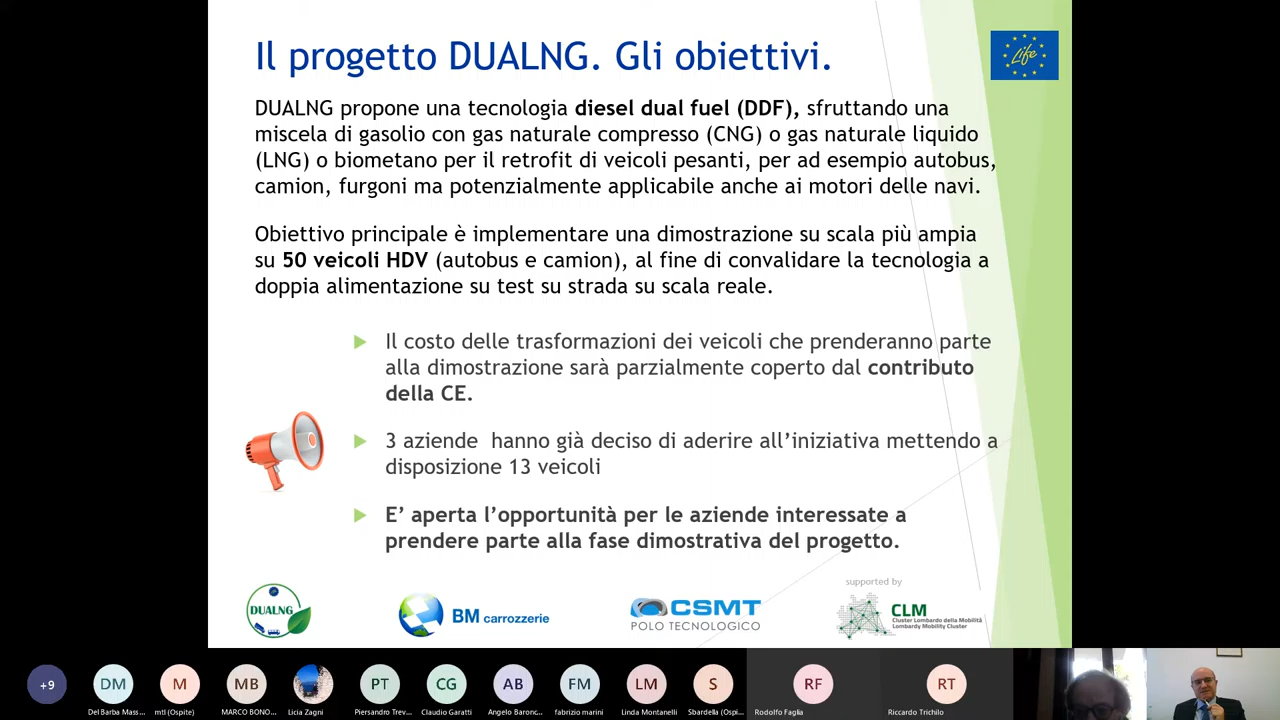 Il progetto DUALNG. Gli obiettivi.
Life
DUALNG propone una tecnologia diesel dual fuel (DDF), sfruttando una
miscela di gasolio con gas naturale compresso (CNG) o gas naturale liquido
(LNG) o biometano per il retrofit di veicoli pesanti, per ad esempio autobus,
camion, furgoni ma potenzialmente applicabile anche ai motori delle navi.
Obiettivo principale è implementare una dimostrazione su scala più ampia
su 50 veicoli HDV (autobus e camion), al fine di convalidare la tecnologia a
doppia alimentazione su test su strada su scala reale.
Il costo delle trasformazioni dei veicoli che prenderanno parte
alla dimostrazione sarà parzialmente coperto dal contributo
della CE.
3 aziende hanno già deciso di aderire all’iniziativa mettendo a
disposizione 13 veicoli
E’ aperta l’opportunità per le aziende interessate a
prendere parte alla fase dimostrativa del progetto.
supported by
DUALNG
BM carrozzerie
CSMT
POLO TECNOLOGICO
CLM
Cluster Lombardo della Mobilità
Lombardy Mobility Cluster
+9
DM
M
MB
PT
CG
AB
FM
LM
S
RF
RT
Del Barba Mass...
mtl (Ospite)
MARCO BONO...
Licia Zagni
Piersandro Trev...
Claudio Garatti
Angelo Baronc...
fabrizio marini
Linda Montanelli
Sbardella (Ospi...
Rodolfo Faglia
Riccardo Trichilo